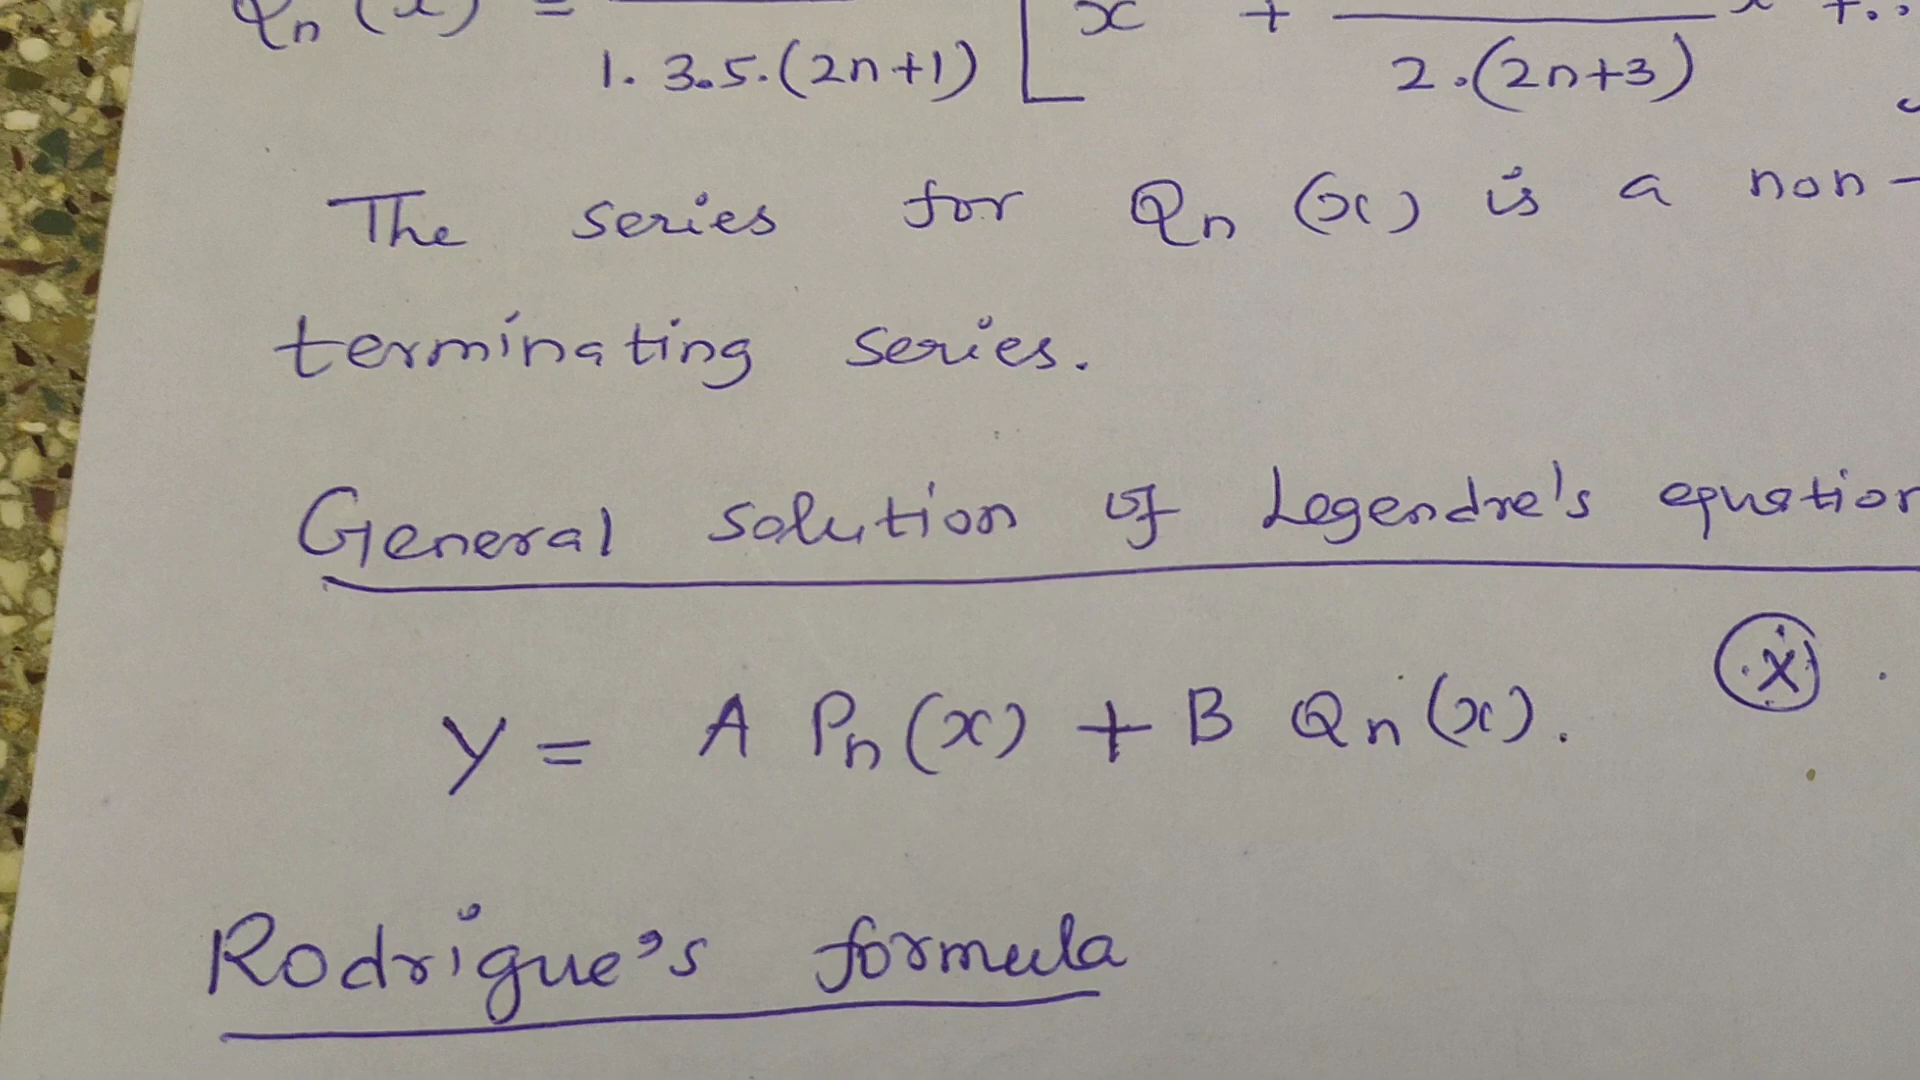 Qn (x) = [x +  x +..
1. 3.5.(2n+1) 2.(2n+3)
The series for Qn (x) is a non-
terminating series.
General solution of Legendre's equation
(x)
y = A Pn (x) + B Qn (x).
Rodrigue's formula